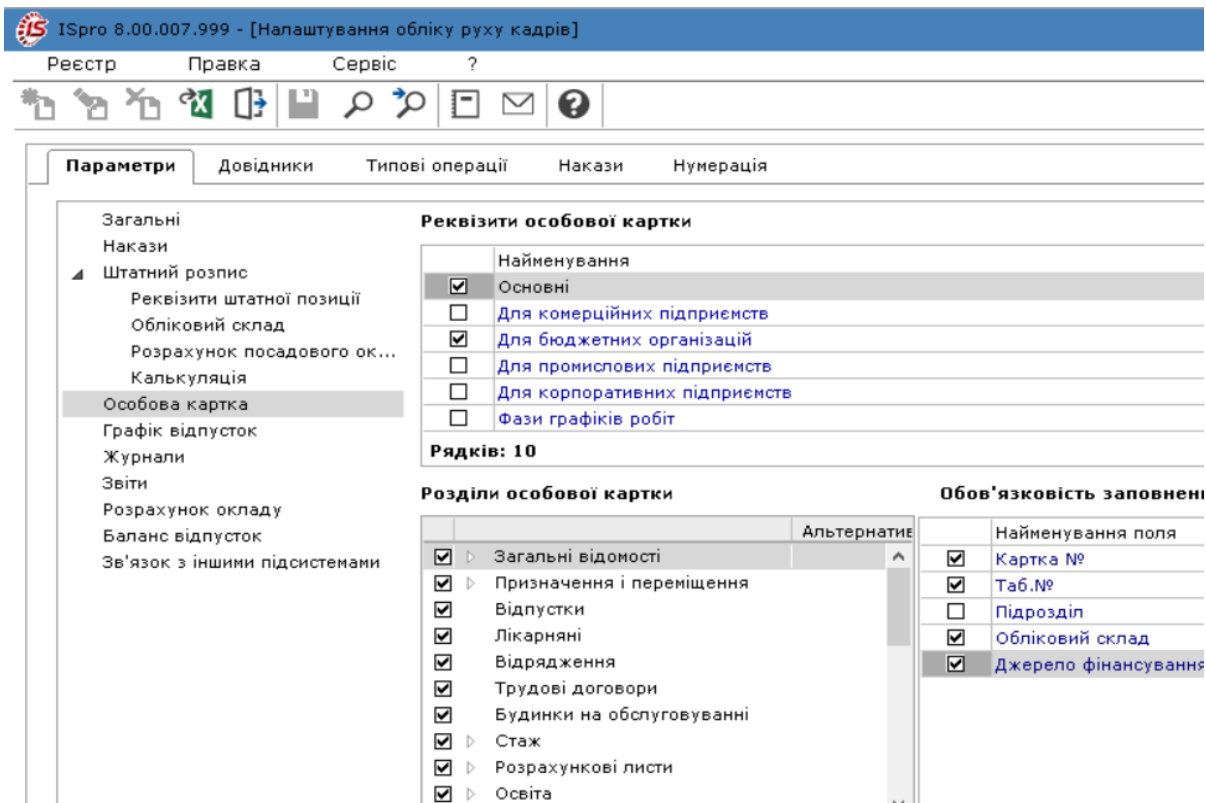 ISpro 8.00.007.999 - [Налаштування обліку руху кадрів]
Реєстр Правка Сервіс ?
Параметри Довідники Типові операції Накази Нумерація
Загальні
Накази
Штатний розпис
Реквізити штатної позиції
Обліковий склад
Розрахунок посадового ок...
Калькуляція
Особова картка
Графік відпусток
Журнали
Звіти
Розрахунок окладу
Баланс відпусток
Зв'язок з іншими підсистемами
Реквізити особової картки
Найменування
Основні
Для комерційних підприємств
Для бюджетних організацій
Для промислових підприємств
Для корпоративних підприємств
Фази графіків робіт
Рядків: 10
Розділи особової картки
Альтернатив
Загальні відомості
Призначення і переміщення
Відпустки
Лікарняні
Відрядження
Трудові договори
Будинки на обслуговуванні
Стаж
Розрахункові листи
Освіта
Обов'язковість заповнен
Найменування поля
Картка №
Таб.№
Підрозділ
Обліковий склад
Джерело фінансування